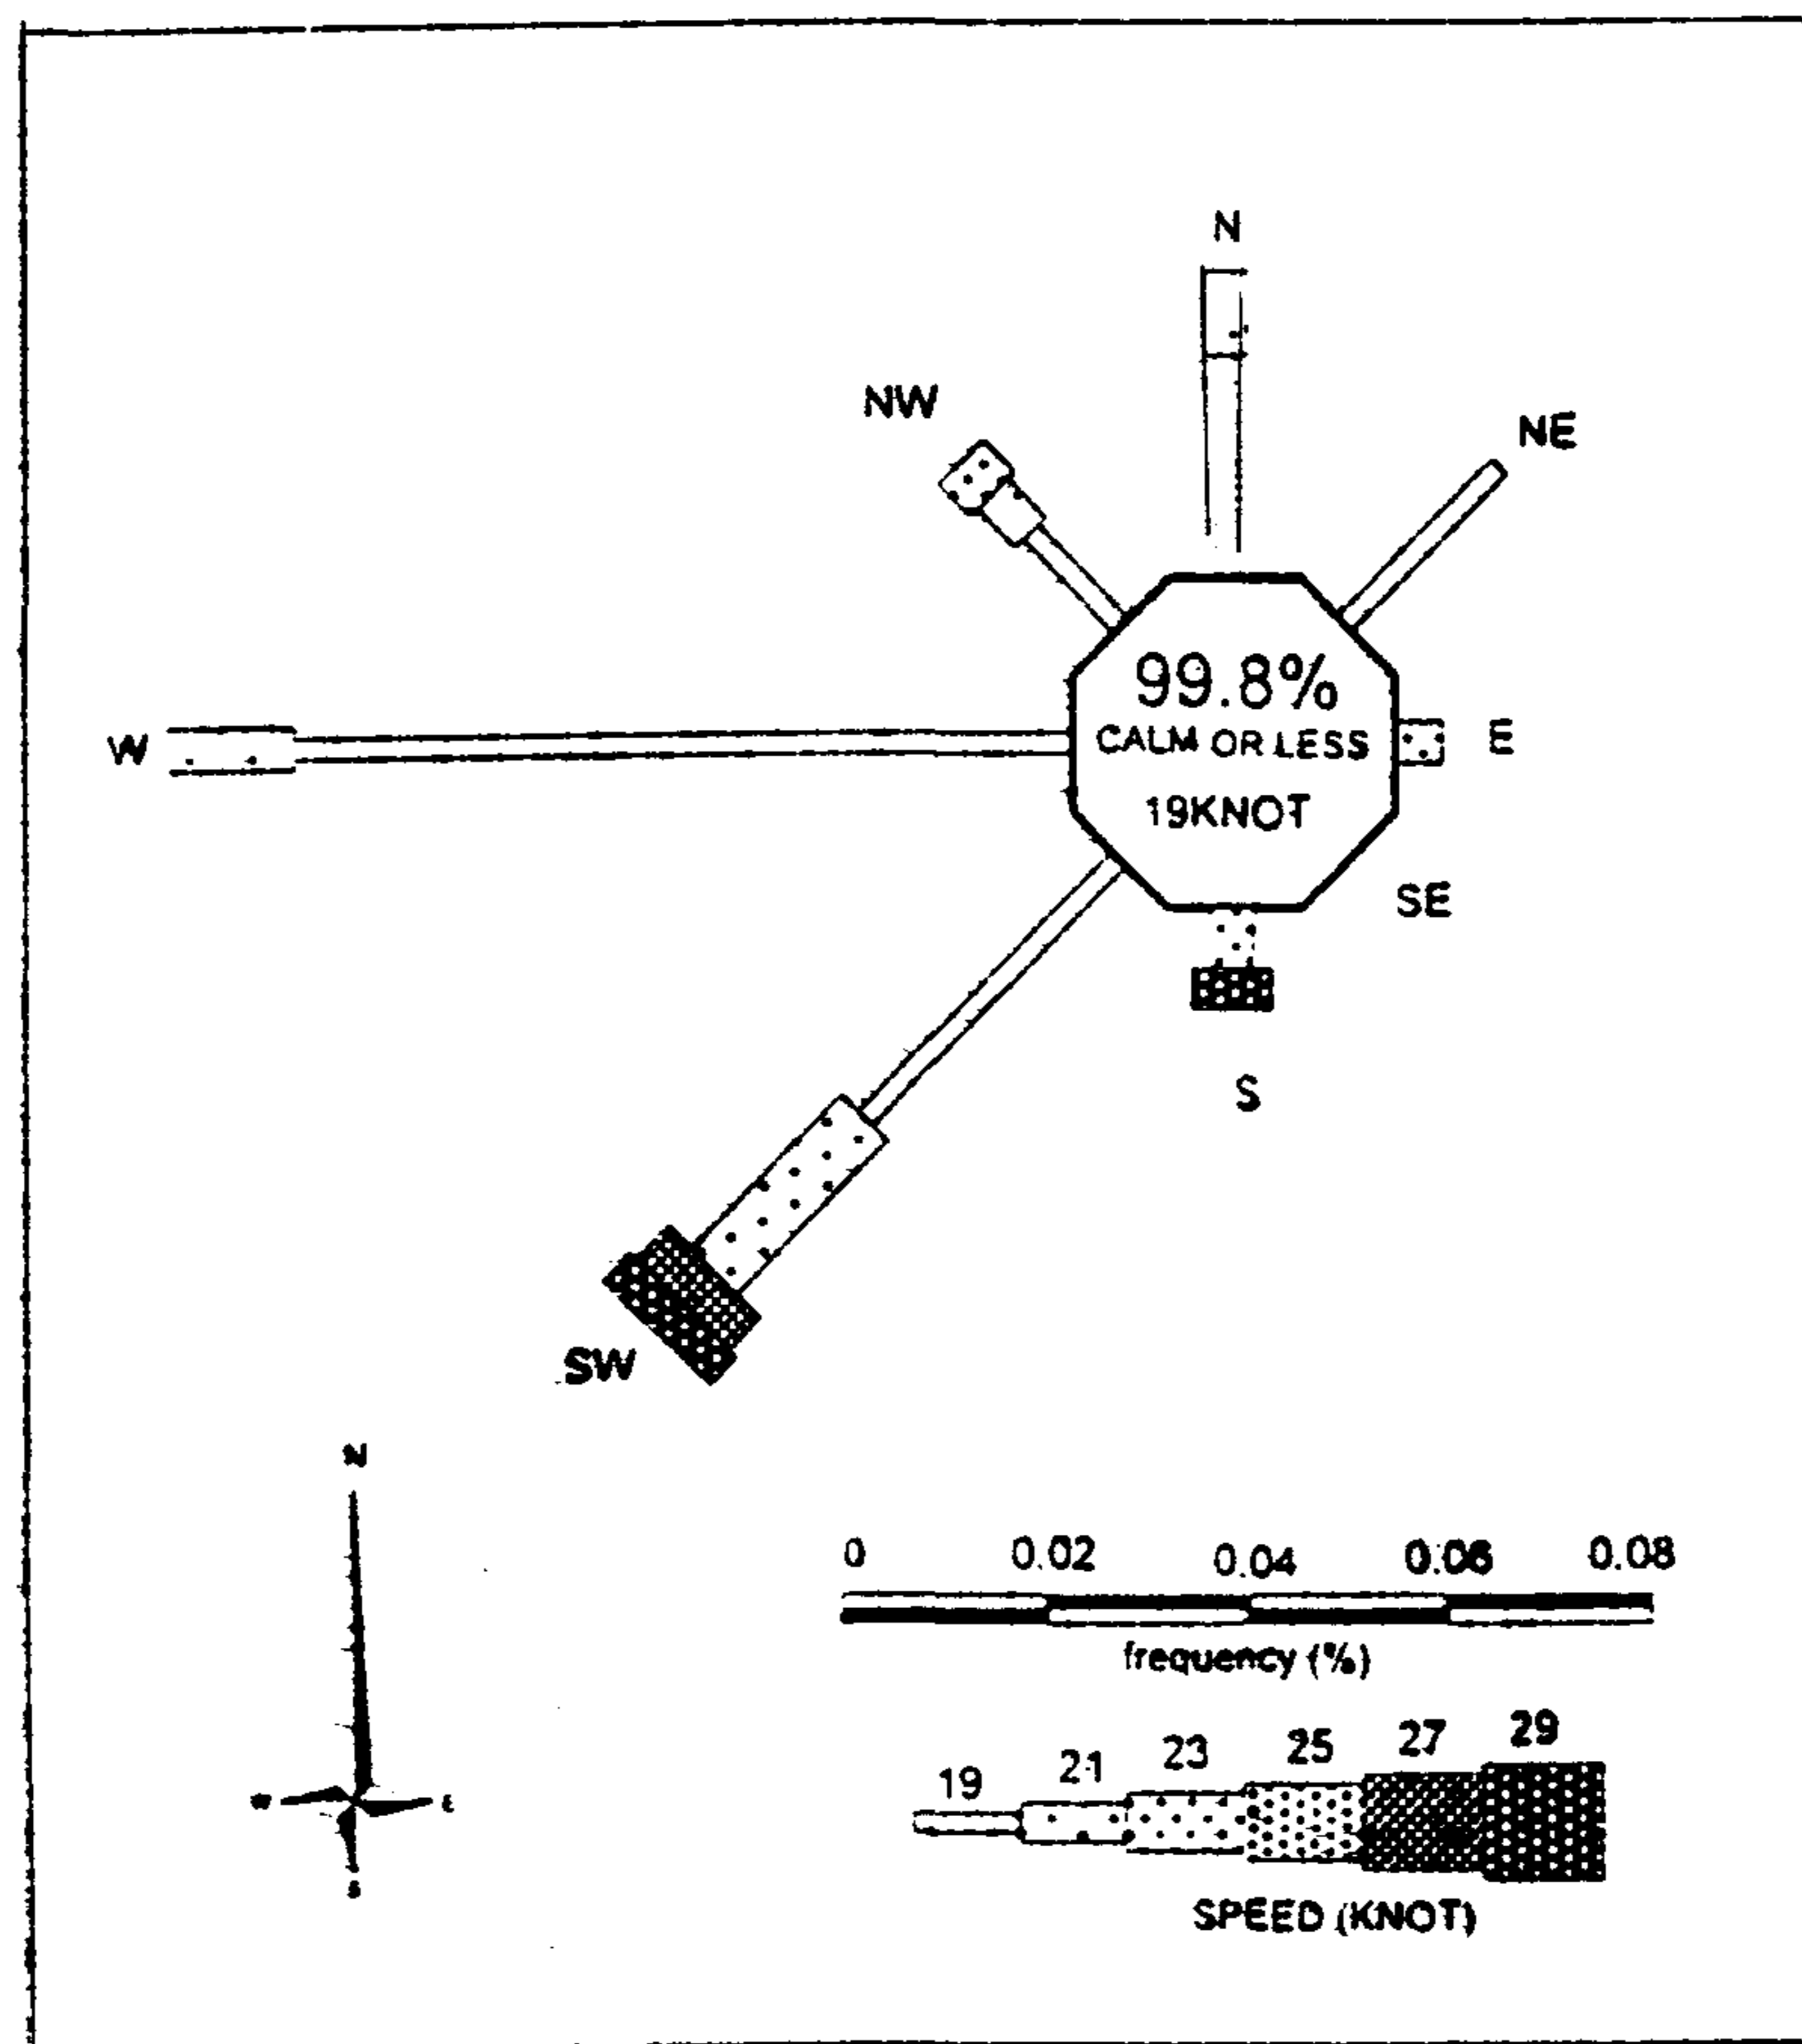 N
NW
NE
99.8%
W
CALM OR LESS
E
19KNOT
SE
S
SW
N
W E
S
0 0.02 0.04 0.06 0.08
frequency (%)
19 21 23 25 27 29
SPEED (KNOT)